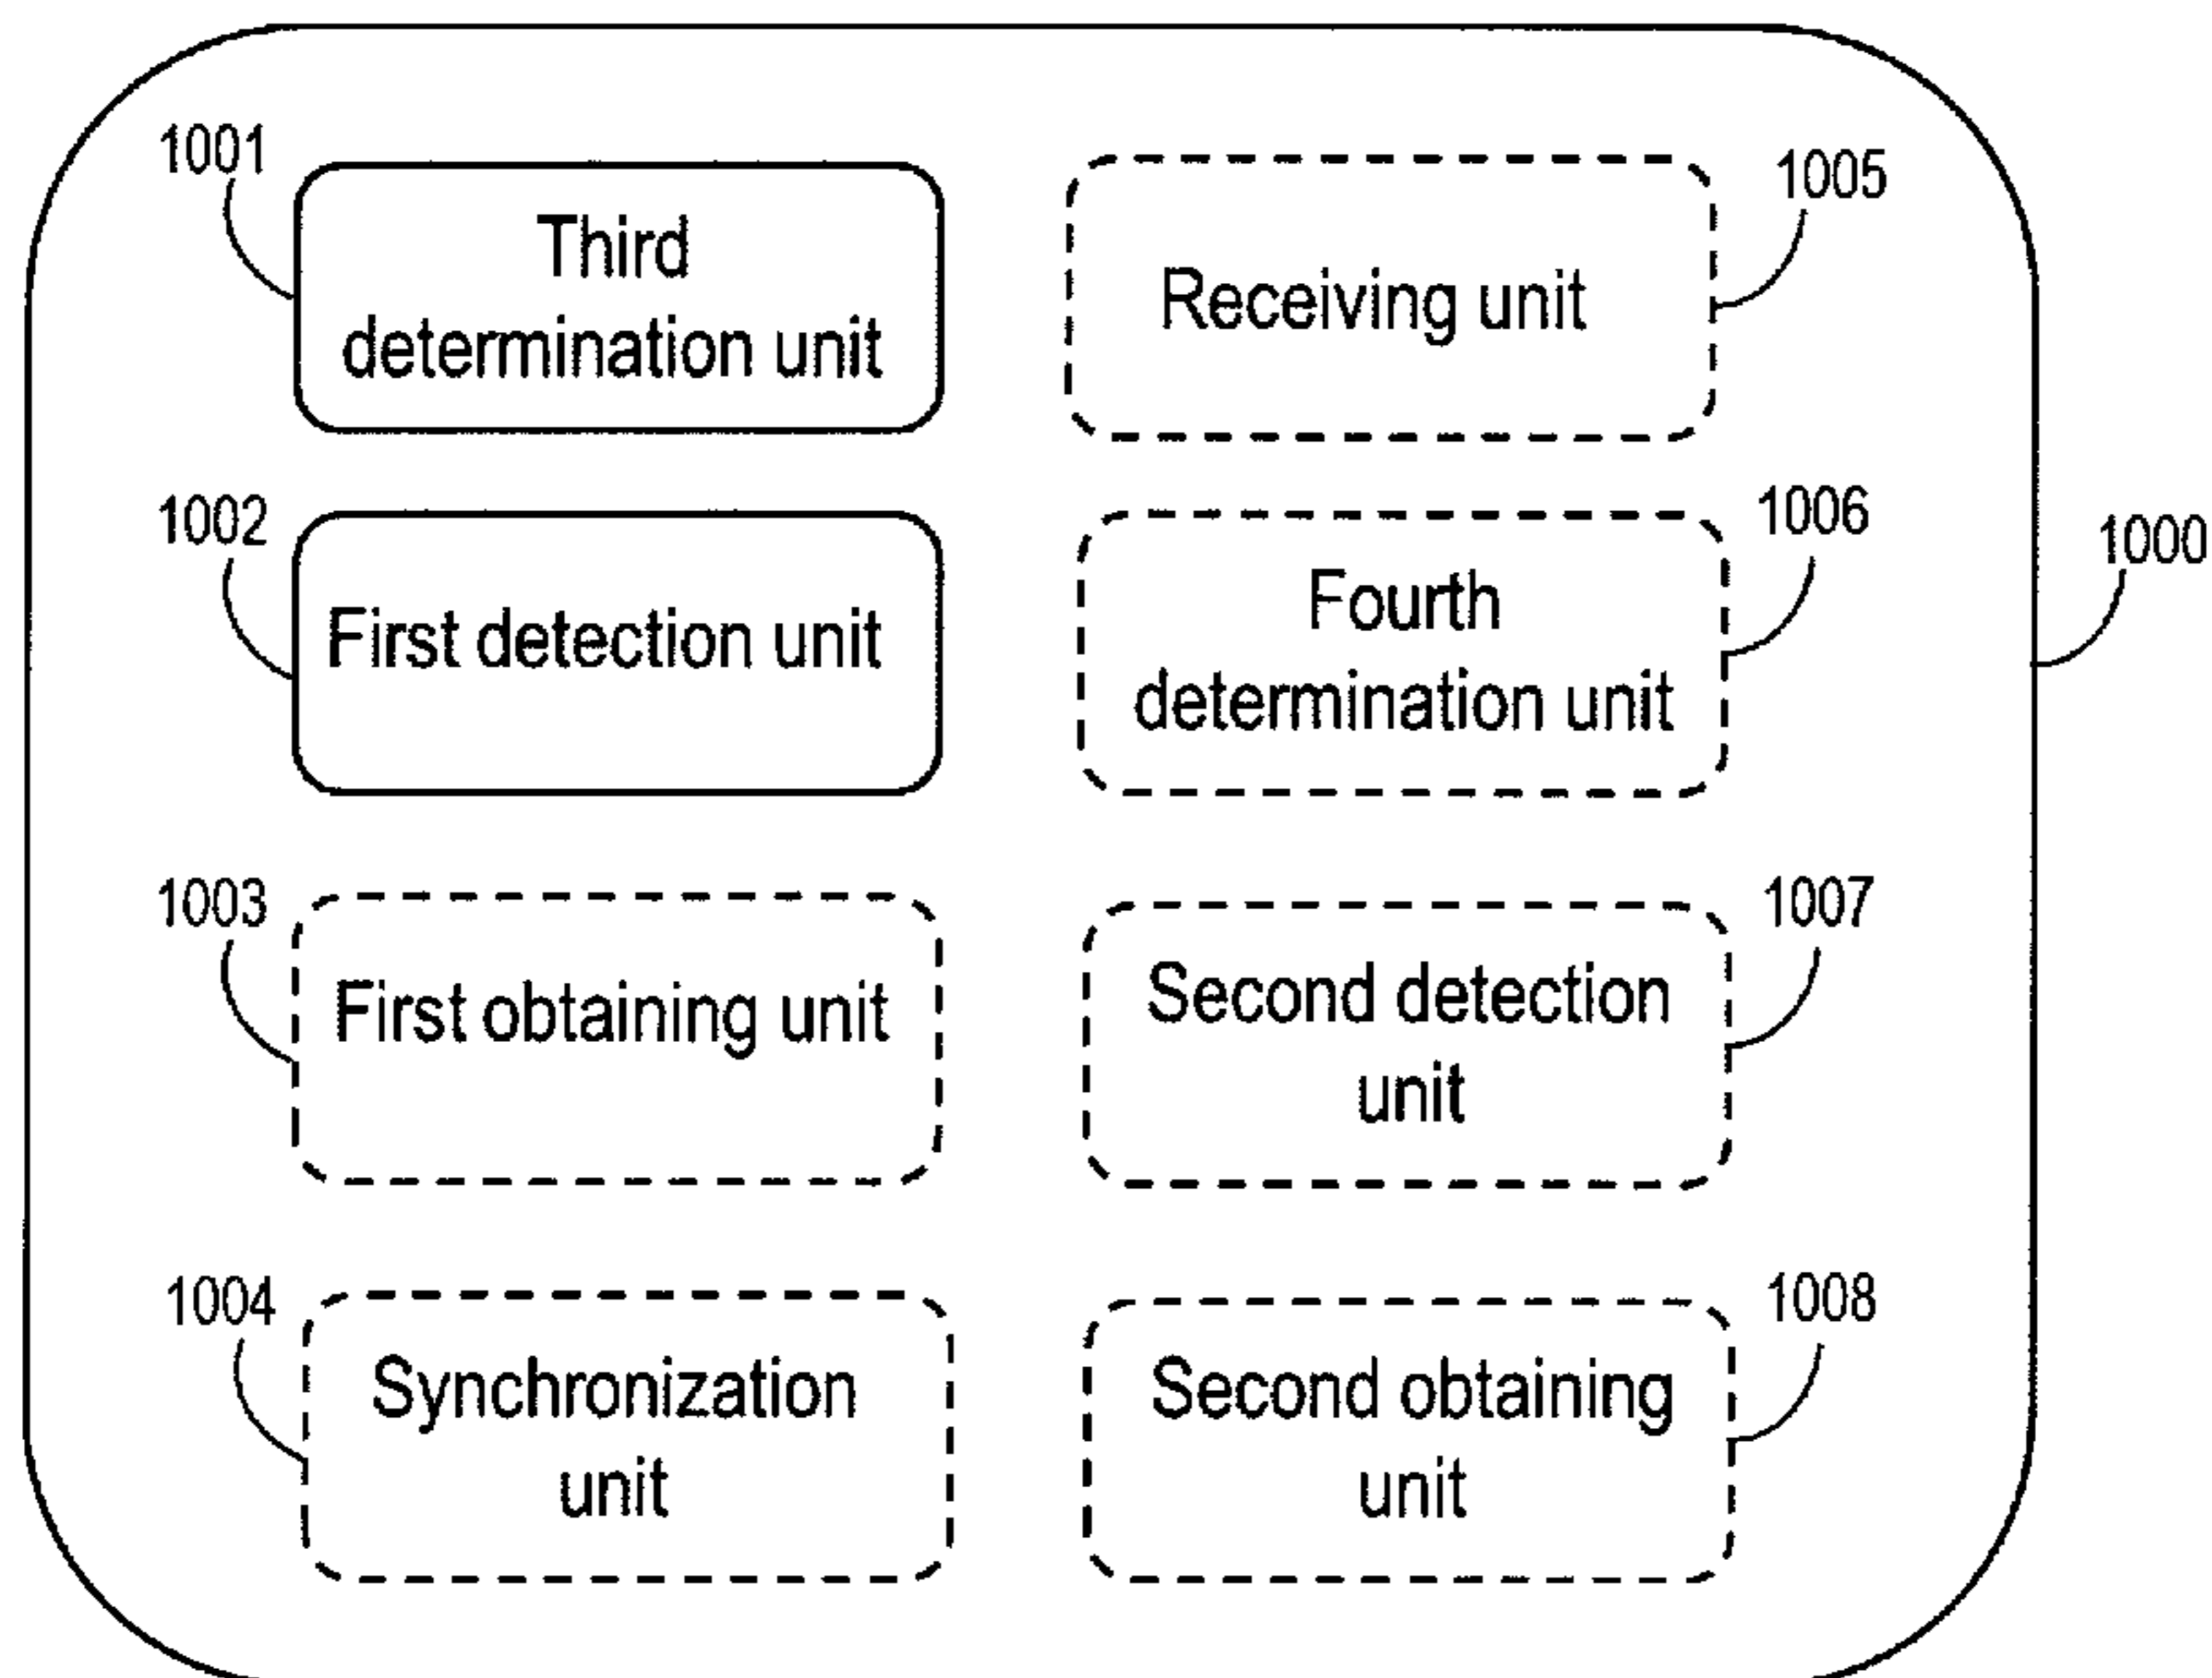 1001
Third
determination unit
1005
Receiving unit
1002
First detection unit
1006
Fourth
determination unit
1000
1003
First obtaining unit
1007
Second detection
unit
1004
Synchronization
unit
1008
Second obtaining
unit